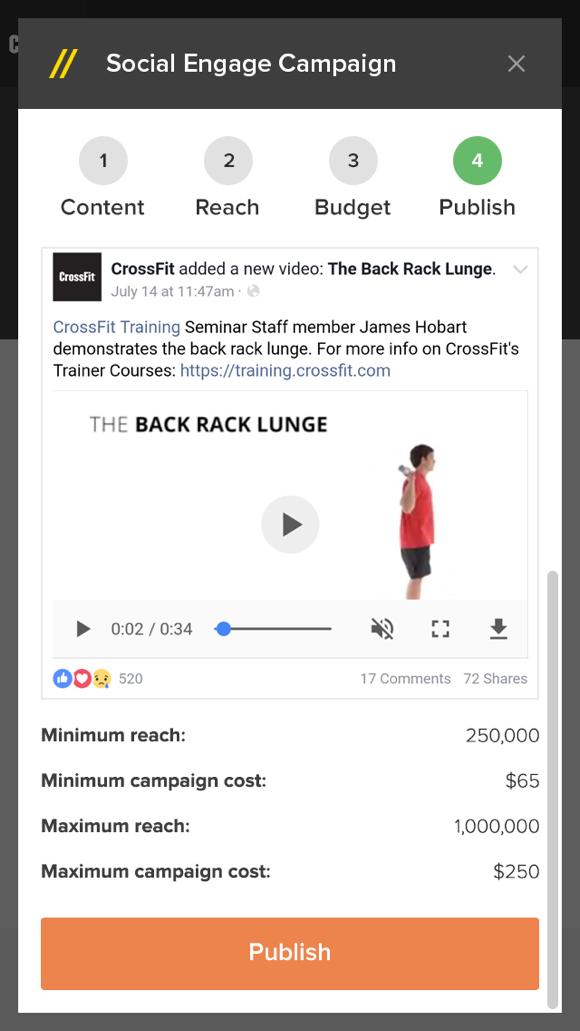 Social Engage Campaign
1 2 3 4
Content Reach Budget Publish
CrossFit
CrossFit added a new video: The Back Rack Lunge.
July 14 at 11:47am ·
CrossFit Training Seminar Staff member James Hobart
demonstrates the back rack lunge. For more info on CrossFit's
Trainer Courses: https://training.crossfit.com
THE BACK RACK LUNGE
0:02 / 0:34
520 17 Comments 72 Shares
Minimum reach: 250,000
Minimum campaign cost: $65
Maximum reach: 1,000,000
Maximum campaign cost: $250
Publish